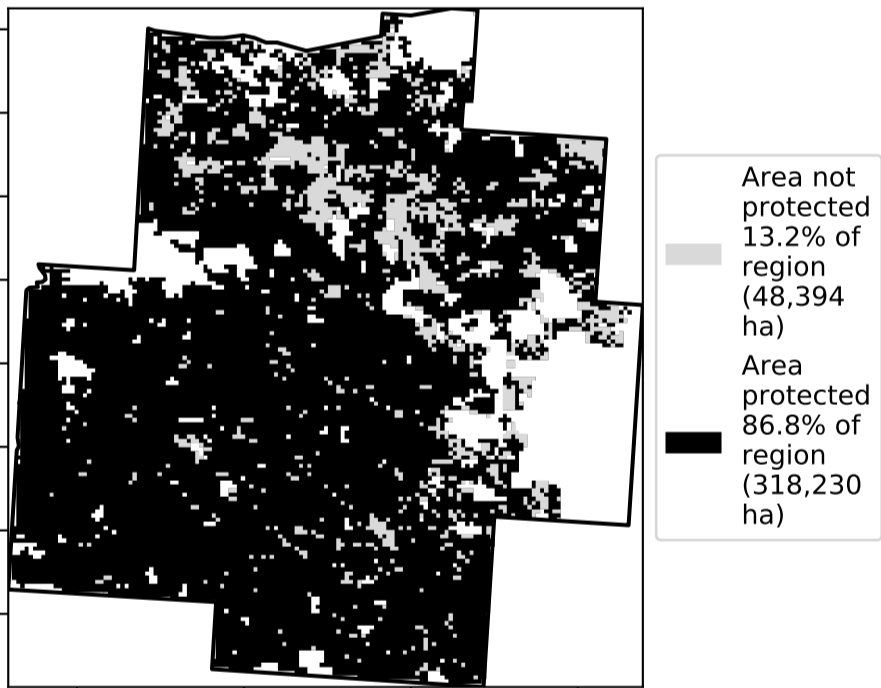 Area not
protected
13.2% of
region
(48,394
ha)
Area
protected
86.8% of
region
(318,230
ha)